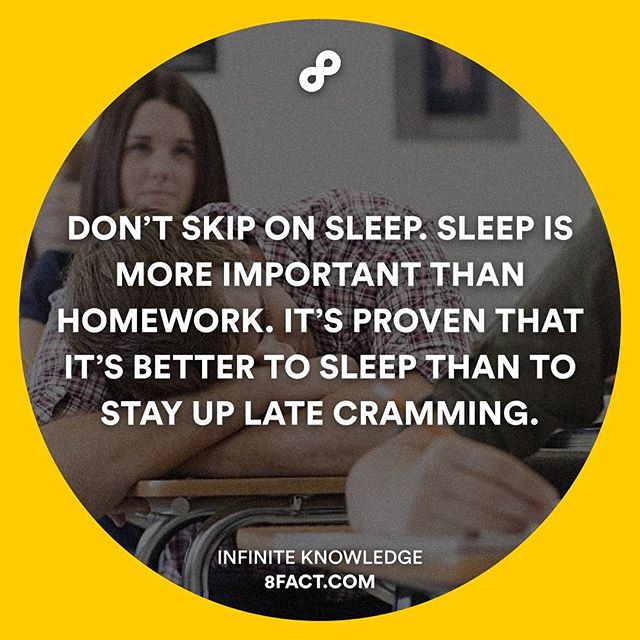 DON'T SKIP ON SLEEP. SLEEP IS
MORE IMPORTANT THAN
HOMEWORK. IT'S PROVEN THAT
IT'S BETTER TO SLEEP THAN TO
STAY UP LATE CRAMMING.
INFINITE KNOWLEDGE
8FACT.COM